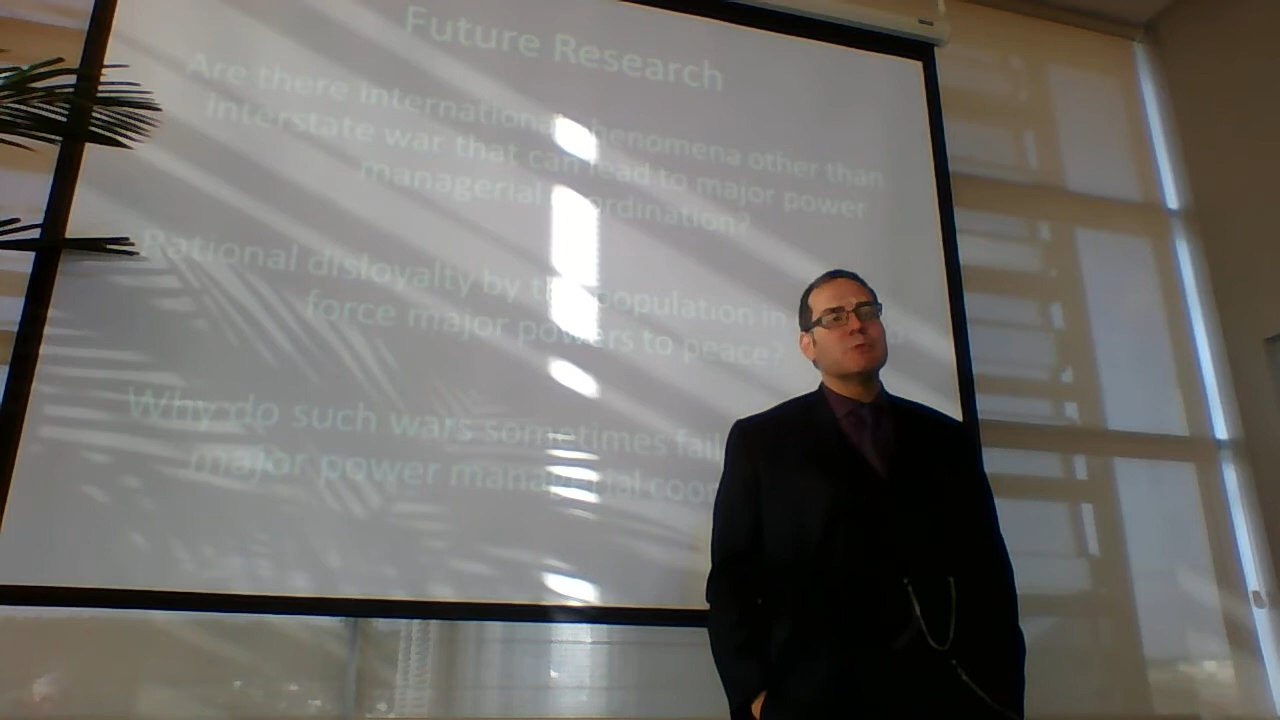 Future Research
Are there international phenomena other than
interstate war that can lead to major power
managerial coordination?
Rational disloyalty by the population in
force major powers to peace?
Why do such wars sometimes fail
major power managerial